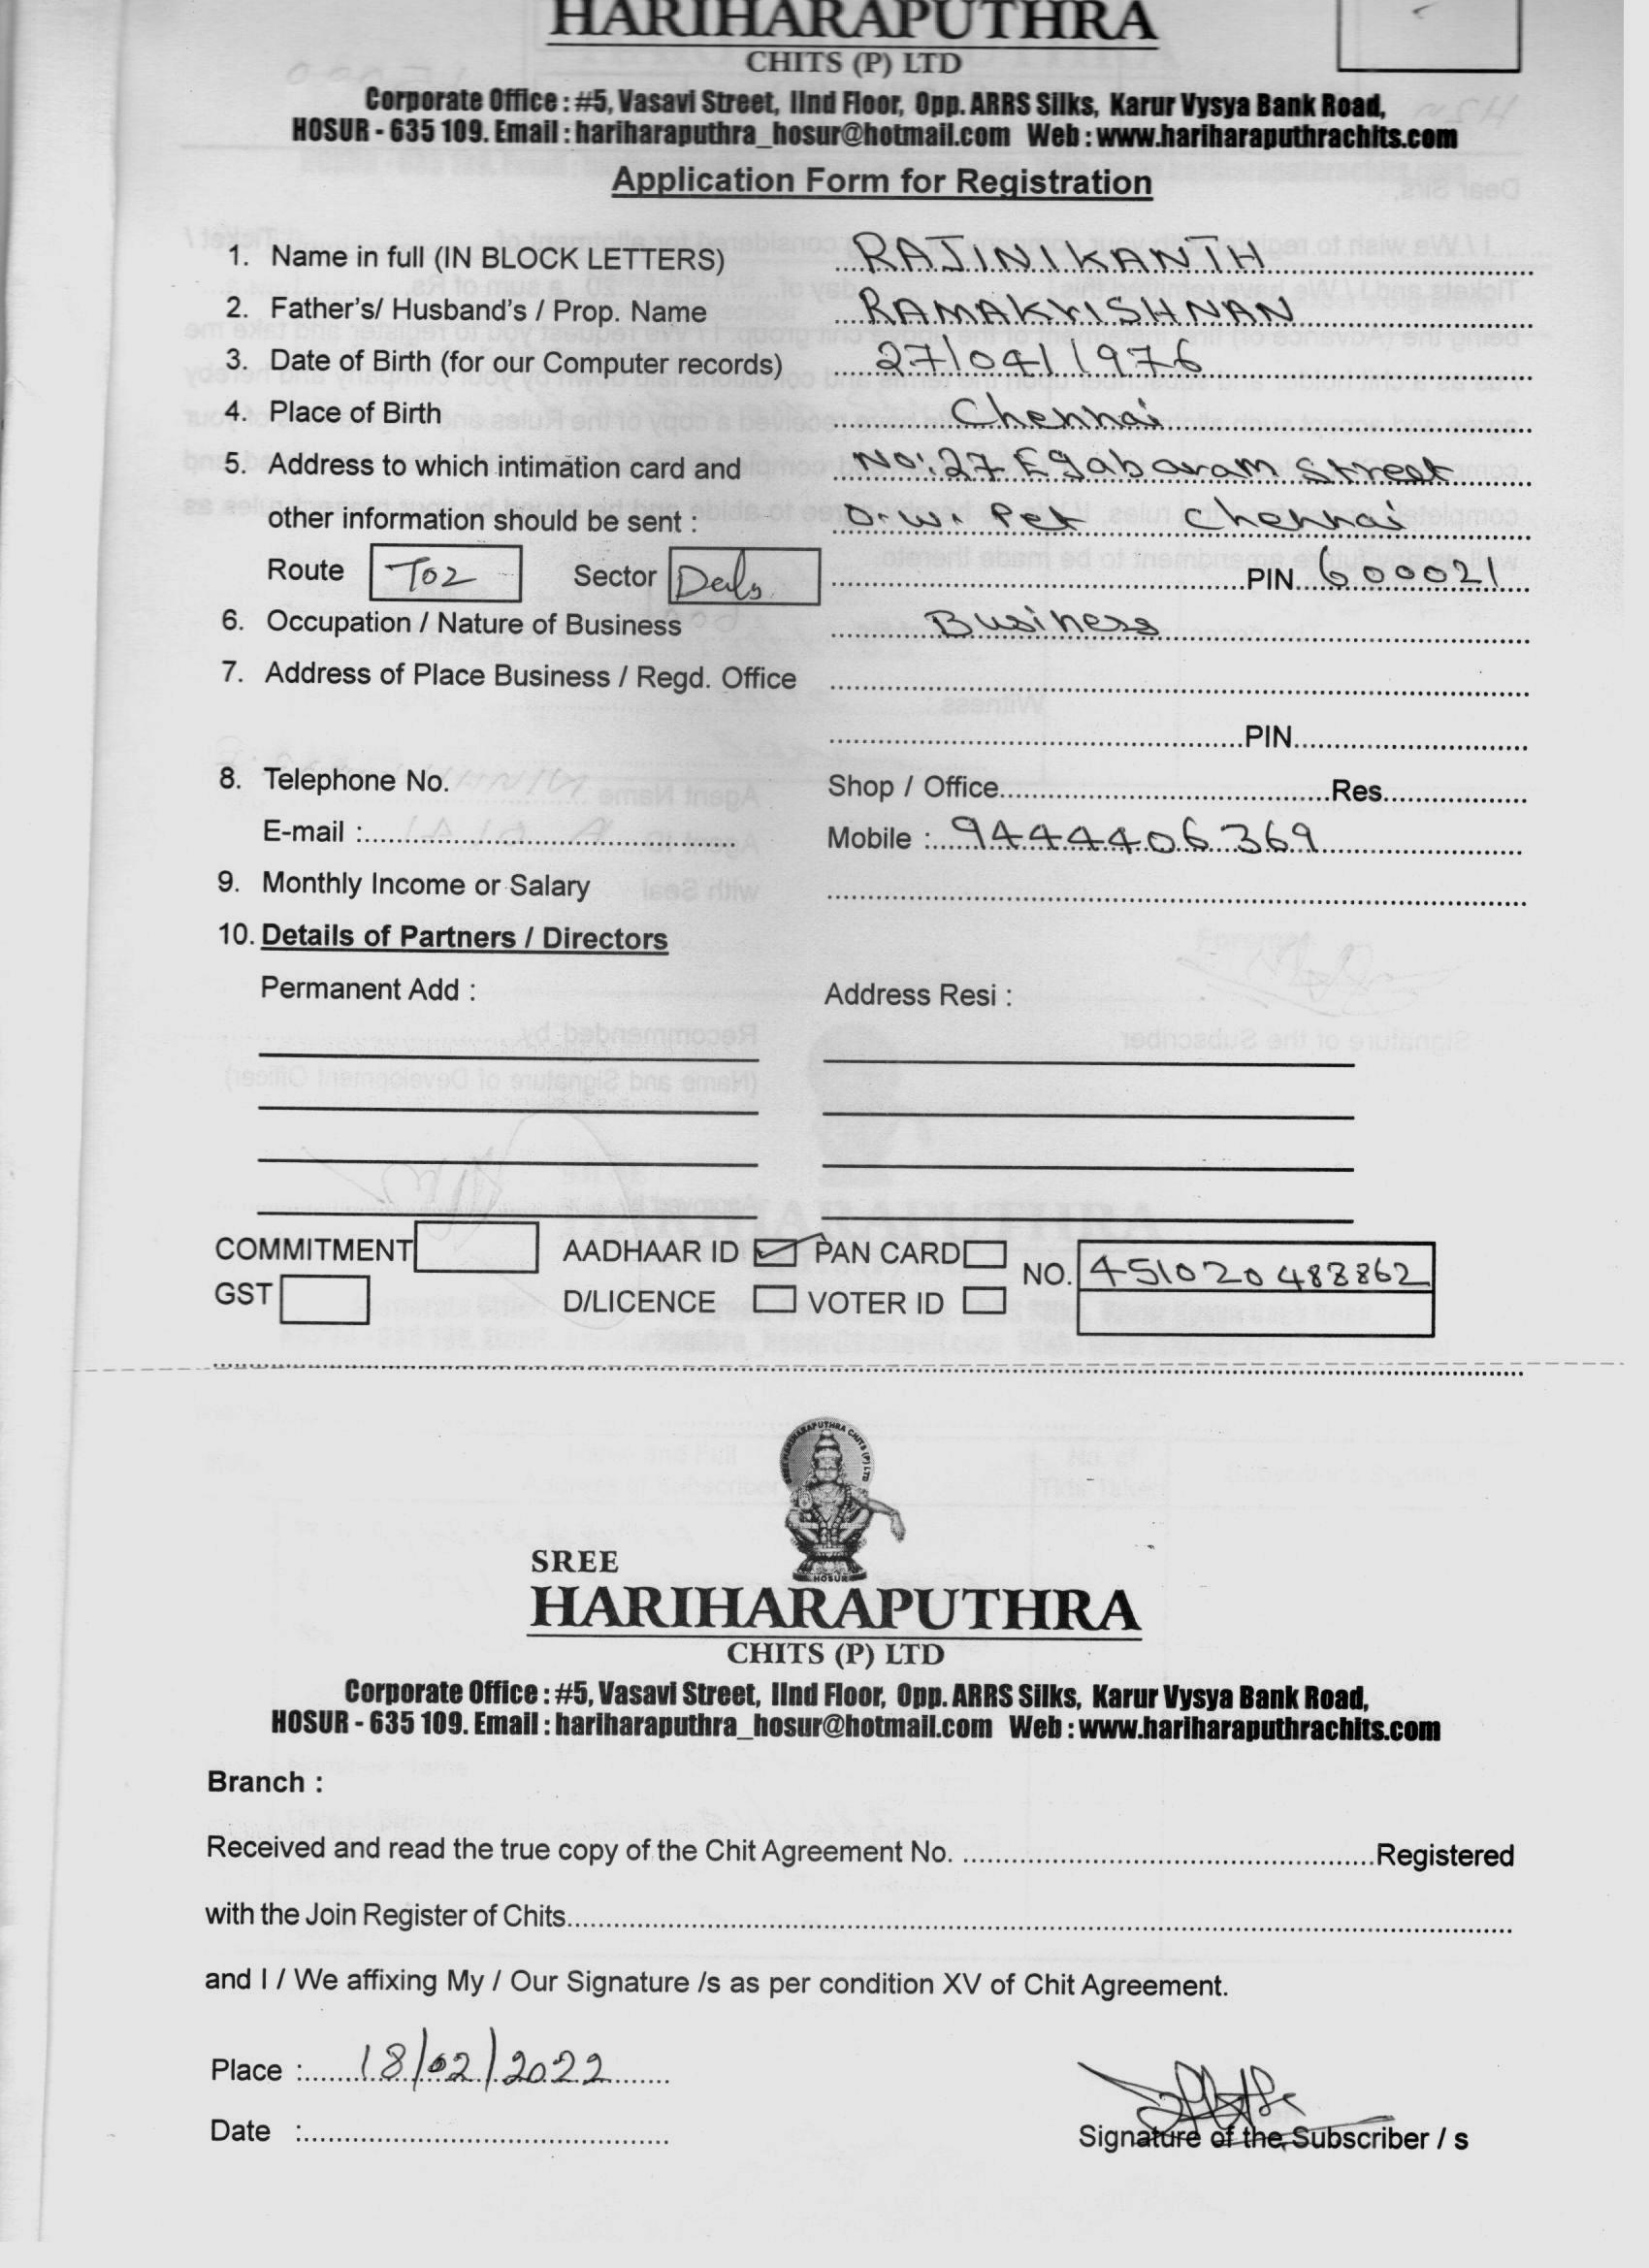 HARIHARAPUTHRA
CHITS (P) LTD
Corporate Office : #5, Vasavi Street, IInd Floor, Opp. ARRS Silks, Karur Vysya Bank Road,
HOSUR - 635 109. Email : hariharaputhra_hosur@hotmail.com Web : www.hariharaputhrachits.com
Application Form for Registration
1. Name in full (IN BLOCK LETTERS) RAJINIKANTH
2. Father's/ Husband's / Prop. Name RAMAKrISHNAN
3. Date of Birth (for our Computer records) 27/04/1976
4. Place of Birth Chennai
5. Address to which intimation card and No:27 Egabaram Street
other information should be sent : O.W. Pet Chennai
Route T02 Sector PIN 600021
6. Occupation / Nature of Business Business
7. Address of Place Business / Regd. Office
PIN
8. Telephone No. Shop / Office Res.
E-mail : Mobile : 9444406369
9. Monthly Income or Salary
10. Details of Partners / Directors
Permanent Add : Address Resi :
COMMITMENT AADHAAR ID PAN CARD NO. 451020488862
GST D/LICENCE VOTER ID
SREE HARIHARAPUTHRA CHITS (P) LTD
HOSUR
SREE
HARIHARAPUTHRA
CHITS (P) LTD
Corporate Office : #5, Vasavi Street, IInd Floor, Opp. ARRS Silks, Karur Vysya Bank Road,
HOSUR - 635 109. Email : hariharaputhra_hosur@hotmail.com Web : www.hariharaputhrachits.com
Branch :
Received and read the true copy of the Chit Agreement No. Registered
with the Join Register of Chits
and I / We affixing My / Our Signature /s as per condition XV of Chit Agreement.
Place : 18/02/2022
Date :
Signature of the Subscriber / s